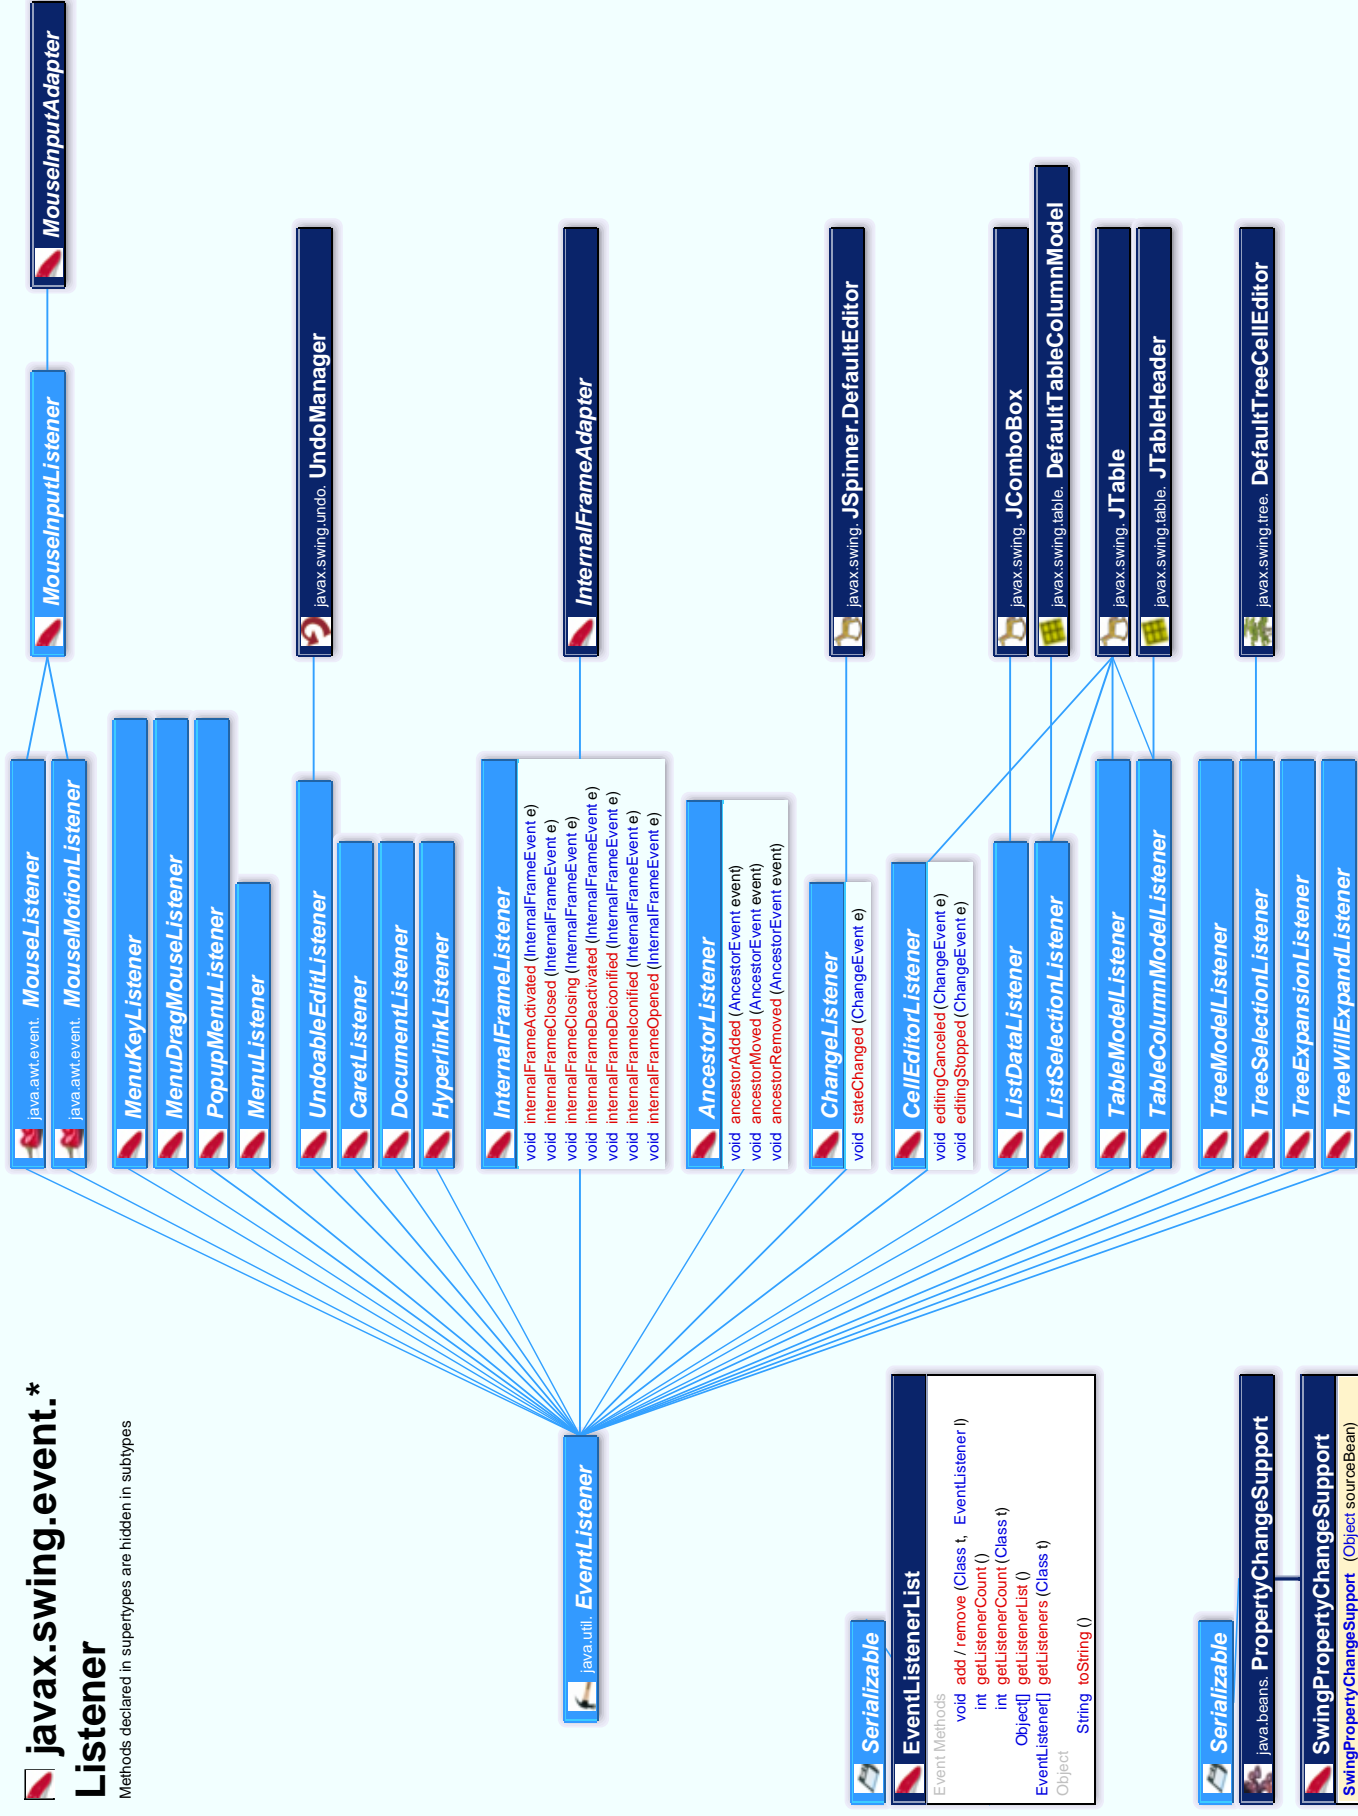 javax.swing.event.*
Listener
Methods declared in supertypes are hidden in subtypes
java.util. EventListener
java.awt.event. MouseListener
java.awt.event. MouseMotionListener
MouseInputListener
MouseInputAdapter
MenuKeyListener
MenuDragMouseListener
PopupMenuListener
MenuListener
UndoableEditListener
javax.swing.undo. UndoManager
CaretListener
DocumentListener
HyperlinkListener
InternalFrameListener
void internalFrameActivated (InternalFrameEvent e)
void internalFrameClosed (InternalFrameEvent e)
void internalFrameClosing (InternalFrameEvent e)
void internalFrameDeactivated (InternalFrameEvent e)
void internalFrameDeiconified (InternalFrameEvent e)
void internalFrameIconified (InternalFrameEvent e)
void internalFrameOpened (InternalFrameEvent e)
InternalFrameAdapter
AncestorListener
void ancestorAdded (AncestorEvent event)
void ancestorMoved (AncestorEvent event)
void ancestorRemoved (AncestorEvent event)
ChangeListener
void stateChanged (ChangeEvent e)
javax.swing. JSpinner.DefaultEditor
CellEditorListener
void editingCanceled (ChangeEvent e)
void editingStopped (ChangeEvent e)
ListDataListener
javax.swing. JComboBox
ListSelectionListener
javax.swing.table. DefaultTableColumnModel
TableModelListener
javax.swing. JTable
TableColumnModelListener
javax.swing.table. JTableHeader
TreeModelListener
TreeSelectionListener
javax.swing.tree. DefaultTreeCellEditor
TreeExpansionListener
TreeWillExpandListener
Serializable
EventListenerList
Event Methods
void add / remove (Class t, EventListener l)
int getListenerCount ()
int getListenerCount (Class t)
Object[] getListenerList ()
EventListener[] getListeners (Class t)
Object
String toString ()
Serializable
java.beans. PropertyChangeSupport
SwingPropertyChangeSupport
SwingPropertyChangeSupport (Object sourceBean)